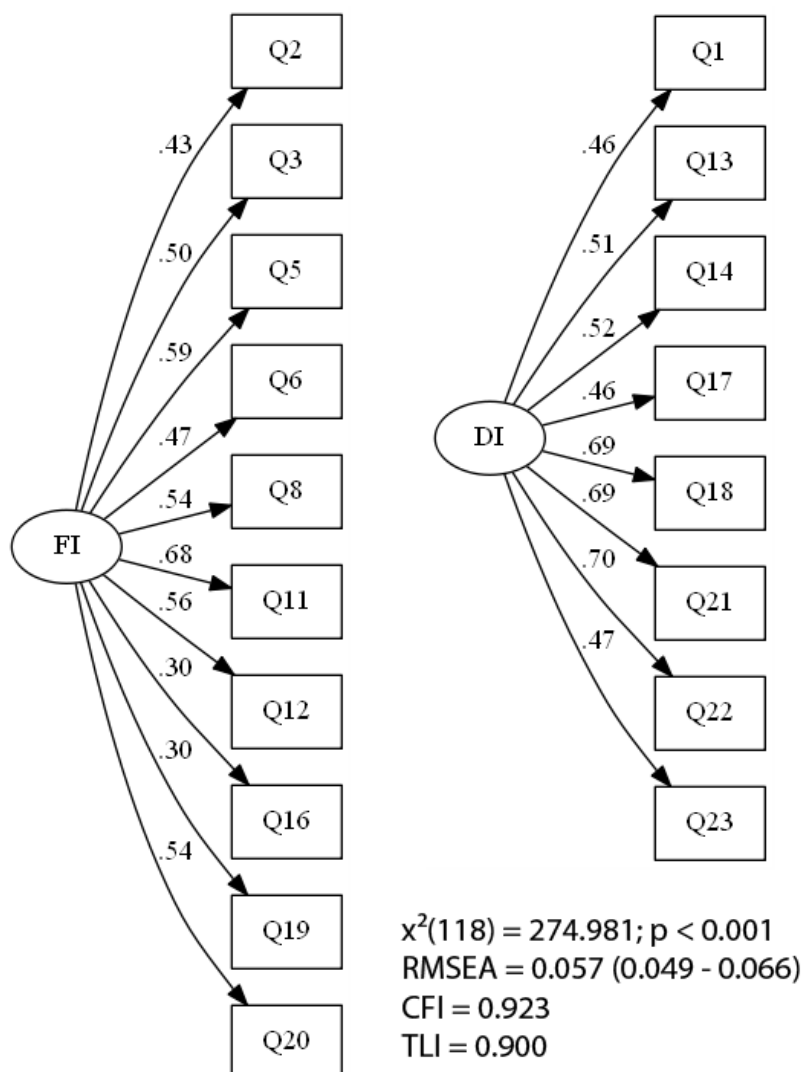 Q2
.43
Q3
.50
Q5
.59
Q6
.47
Q8
.54
FI
.68
Q11
.56
Q12
.30
Q16
.30
Q19
.54
Q20
Q1
.46
Q13
.51
Q14
.52
Q17
.46
DI
.69
Q18
.69
Q21
.70
Q22
.47
Q23
x²(118) = 274.981; p < 0.001
RMSEA = 0.057 (0.049 - 0.066)
CFI = 0.923
TLI = 0.900